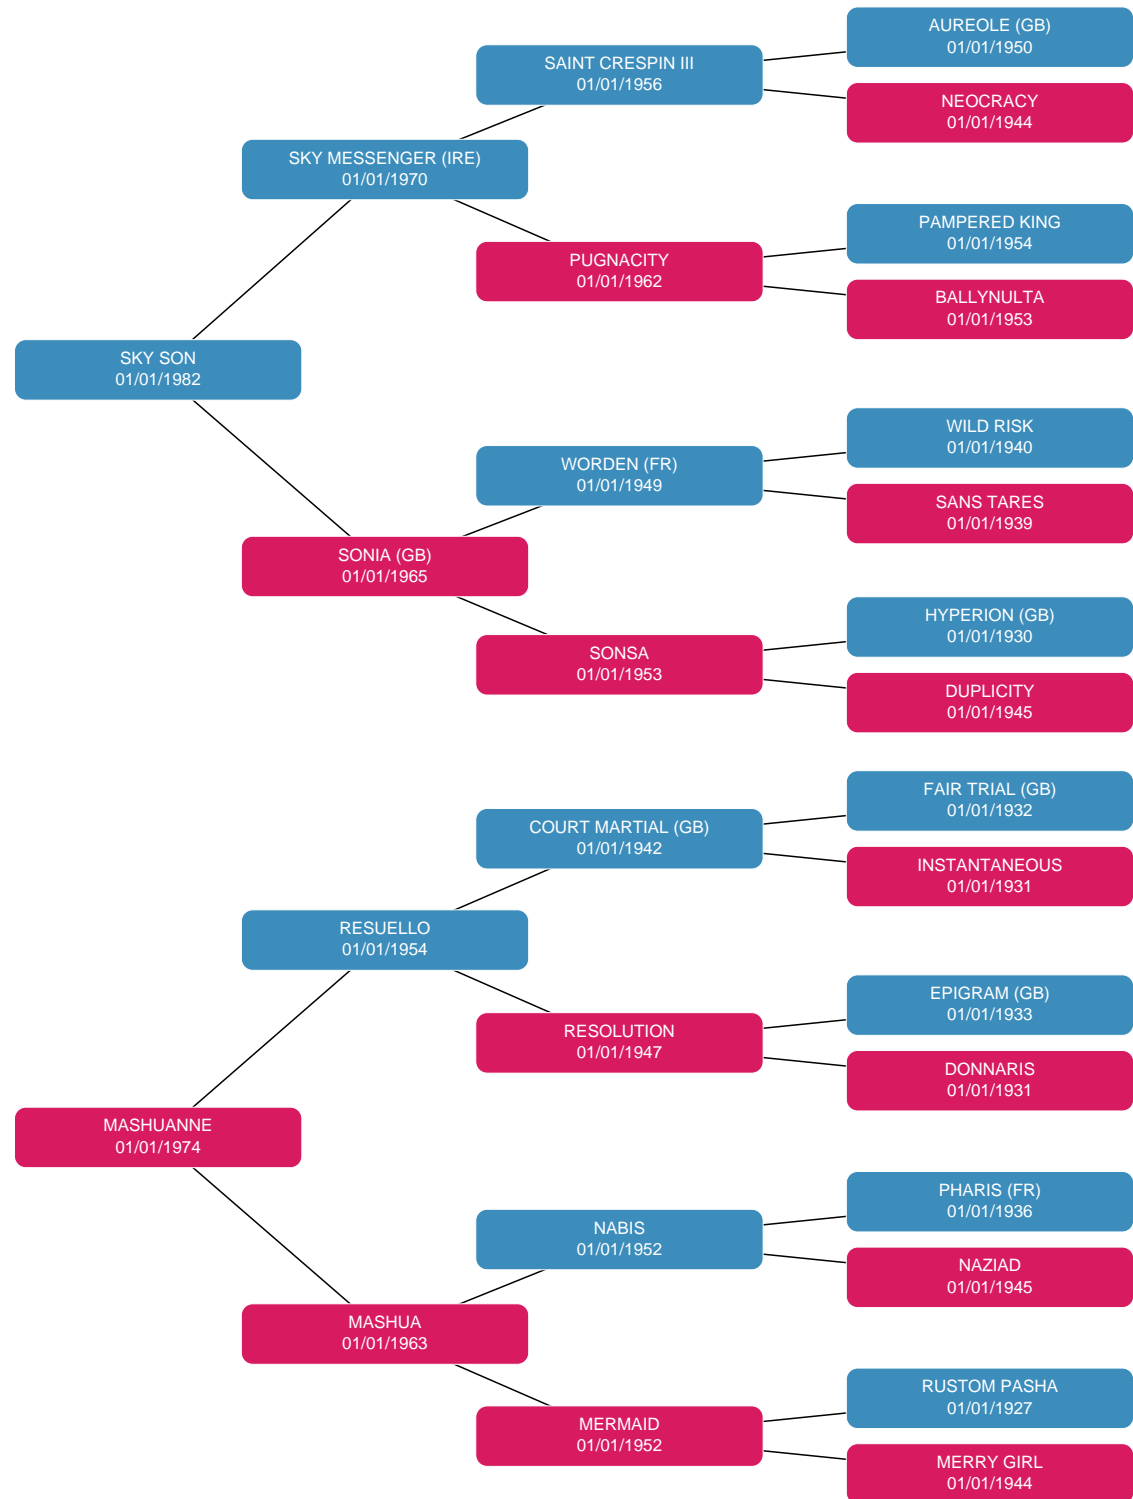 AUREOLE (GB)
01/01/1950
SAINT CRESPIN III
01/01/1956
NEOCRACY
01/01/1944
SKY MESSENGER (IRE)
01/01/1970
PAMPERED KING
01/01/1954
PUGNACITY
01/01/1962
BALLYNULTA
01/01/1953
SKY SON
01/01/1982
WILD RISK
01/01/1940
WORDEN (FR)
01/01/1949
SANS TARES
01/01/1939
SONIA (GB)
01/01/1965
HYPERION (GB)
01/01/1930
SONSA
01/01/1953
DUPLICITY
01/01/1945
FAIR TRIAL (GB)
01/01/1932
COURT MARTIAL (GB)
01/01/1942
INSTANTANEOUS
01/01/1931
RESUELLO
01/01/1954
EPIGRAM (GB)
01/01/1933
RESOLUTION
01/01/1947
DONNARIS
01/01/1931
MASHUANNE
01/01/1974
PHARIS (FR)
01/01/1936
NABIS
01/01/1952
NAZIAD
01/01/1945
MASHUA
01/01/1963
RUSTOM PASHA
01/01/1927
MERMAID
01/01/1952
MERRY GIRL
01/01/1944